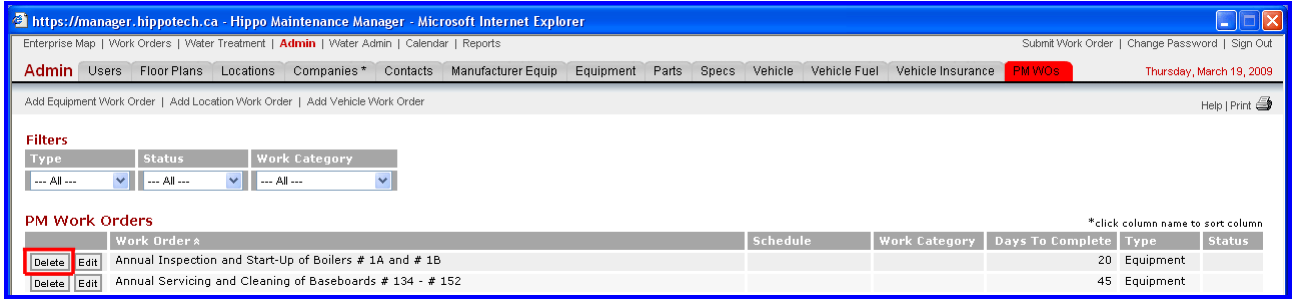 https://manager.hippotech.ca - Hippo Maintenance Manager - Microsoft Internet Explorer
Enterprise Map | Work Orders | Water Treatment | Admin | Water Admin | Calendar | Reports Submit Work Order | Change Password | Sign Out
Admin Users Floor Plans Locations Companies * Contacts Manufacturer Equip Equipment Parts Specs Vehicle Vehicle Fuel Vehicle Insurance PM WOs Thursday, March 19, 2009
Add Equipment Work Order | Add Location Work Order | Add Vehicle Work Order Help | Print
Filters
Type Status Work Category
--- All --- --- All --- --- All ---
PM Work Orders *click column name to sort column
Work Order Schedule Work Category Days To Complete Type Status
Delete Edit Annual Inspection and Start-Up of Boilers # 1A and # 1B 20 Equipment
Delete Edit Annual Servicing and Cleaning of Baseboards # 134 - # 152 45 Equipment